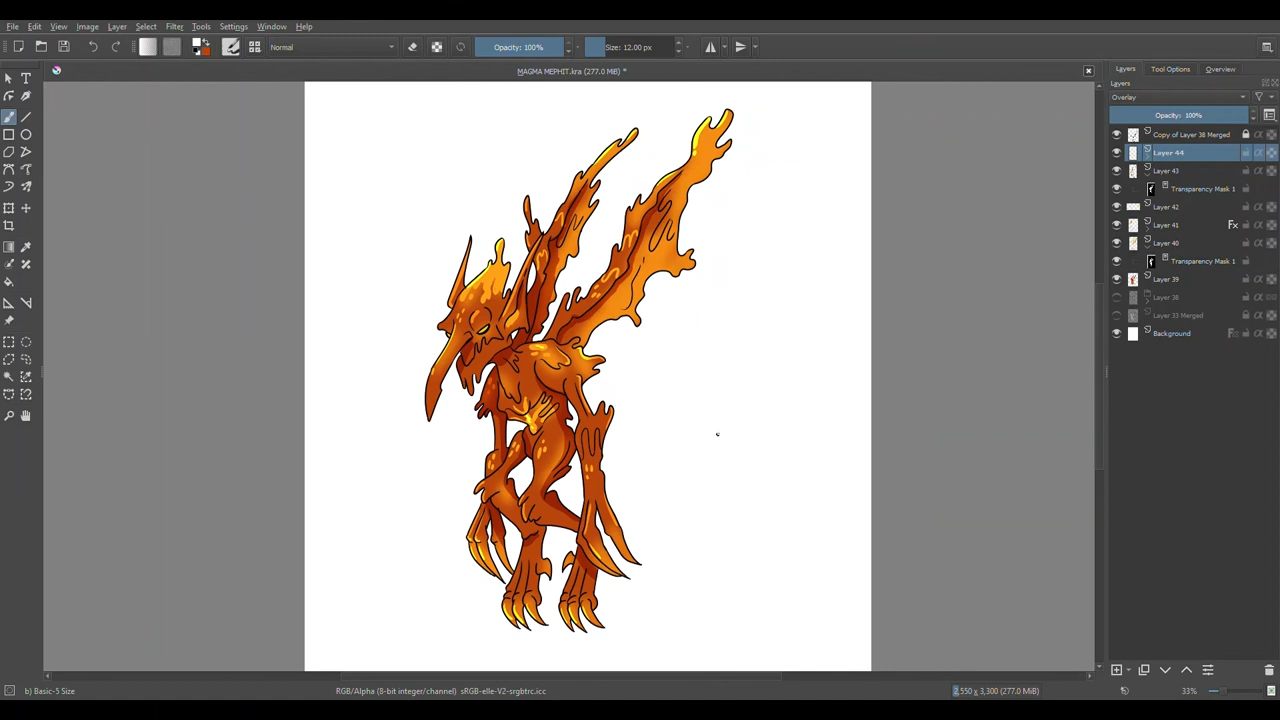 File Edit View Image Layer Select Filter Tools Settings Window Help
Normal Opacity: 100% Size: 12.00 px
MAGMA MEPHIT.kra (277.0 MiB) *
Layers Tool Options Overview
Layers
Overlay
Opacity: 100%
Copy of Layer 38 Merged
Layer 44
Layer 43
Transparency Mask 1
Layer 42
Layer 41 Fx
Layer 40
Transparency Mask 1
Layer 39
Layer 38
Layer 33 Merged
Background
b) Basic-5 Size RGB/Alpha (8-bit integer/channel) sRGB-elle-V2-srgbtrc.icc 2,550 x 3,300 (277.0 MiB) 33%